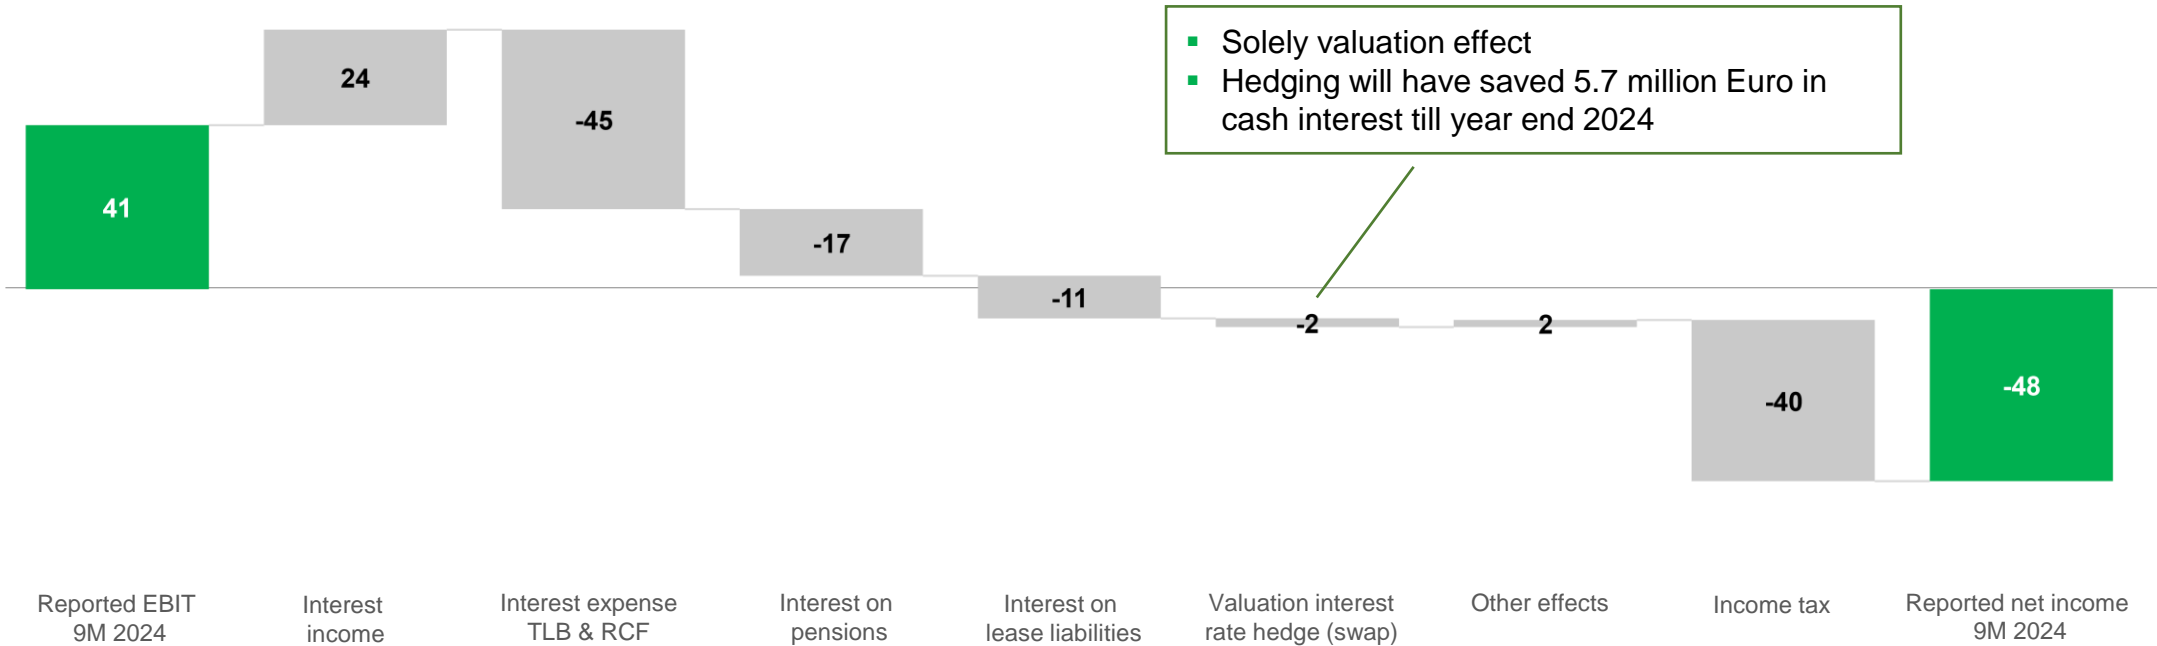 ▪ Solely valuation effect
▪ Hedging will have saved 5.7 million Euro in
cash interest till year end 2024
41
24
-45
-17
-11
-2
2
-40
-48
Reported EBIT
9M 2024
Interest
income
Interest expense
TLB & RCF
Interest on
pensions
Interest on
lease liabilities
Valuation interest
rate hedge (swap)
Other effects
Income tax
Reported net income
9M 2024